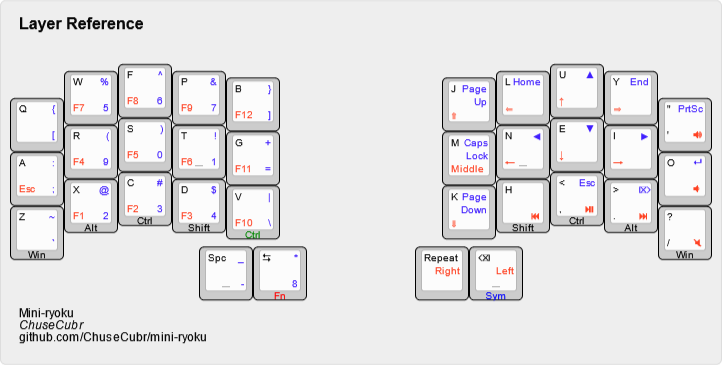 Layer Reference
Q {
[
W %
F7 5
F ^
F8 6
P &
F9 7
B }
F12 ]
A :
Esc ;
R (
F4 9
S )
F5 0
T !
F6 _ 1
G +
F11 =
Z ~
`
Win
X @
F1 2
Alt
C #
F2 3
Ctrl
D $
F3 4
Shift
V |
F10 \
Ctrl
Spc _
_ -
⇆ *
8
Fn
J Page
Up
⇑
L Home
⇐
U ▲
↑
Y End
⇒
" PrtSc
'
M Caps
Lock
Middle
N ◀
← _
E ▼
↓
I ▶
→
O ↵
K Page
Down
⇓
H
⏮
Shift
< Esc
, ⏯
Ctrl
> ⌦
. ⏭
Alt
?
/
Win
Repeat
Right
⌫
Left
_
Sym
Mini-ryoku
ChuseCubr
github.com/ChuseCubr/mini-ryoku